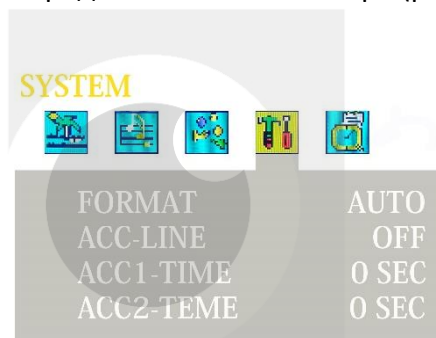 SYSTEM
FORMAT AUTO
ACC-LINE OFF
ACC1-TIME 0 SEC
ACC2-TEME 0 SEC